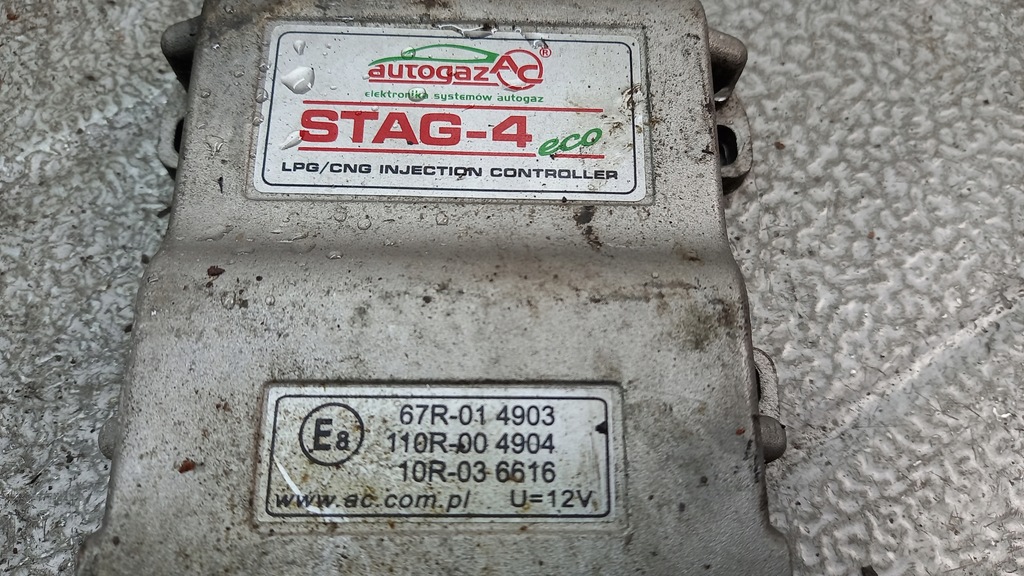 autogaz AC®
elektronika systemów autogaz
STAG-4 eco
LPG/CNG INJECTION CONTROLLER
E8
67R-01 4903
110R-00 4904
10R-03 6616
www.ac.com.pl U=12V